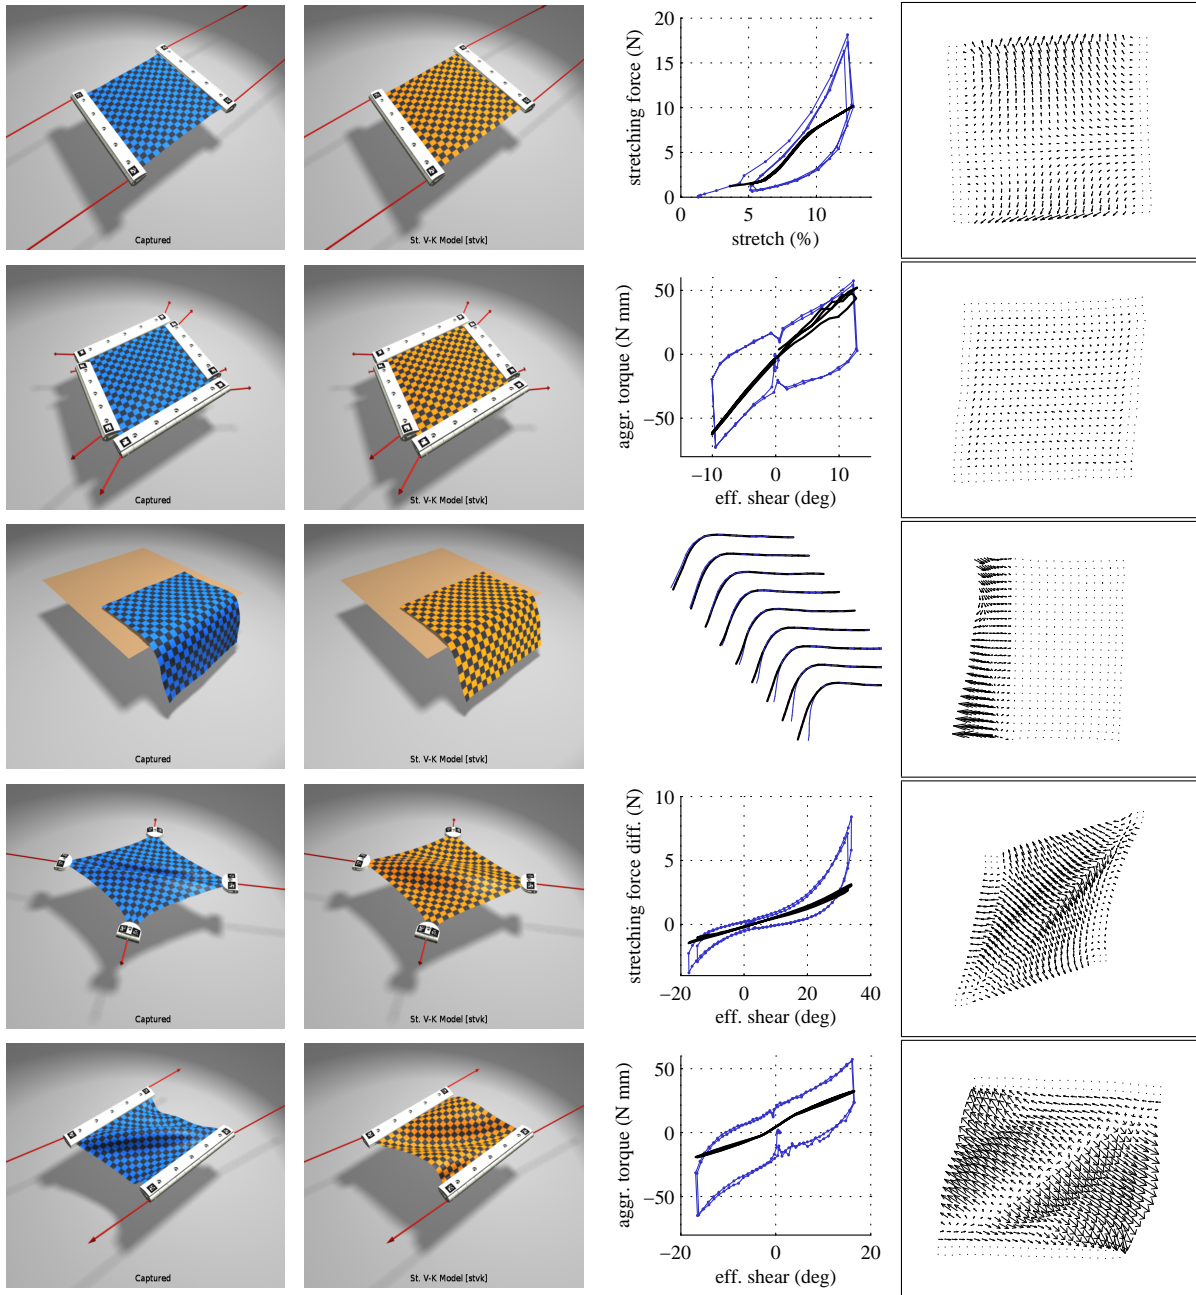 Captured
St. V-K Model [stvk]
stretching force (N)
20
15
10
5
0
0 5 10
stretch (%)
Captured
St. V-K Model [stvk]
aggr. torque (N mm)
50
0
−50
−10 0 10
eff. shear (deg)
Captured
St. V-K Model [stvk]
Captured
St. V-K Model [stvk]
stretching force diff. (N)
10
5
0
−20 0 20 40
eff. shear (deg)
Captured
St. V-K Model [stvk]
aggr. torque (N mm)
50
0
−50
−20 0 20
eff. shear (deg)